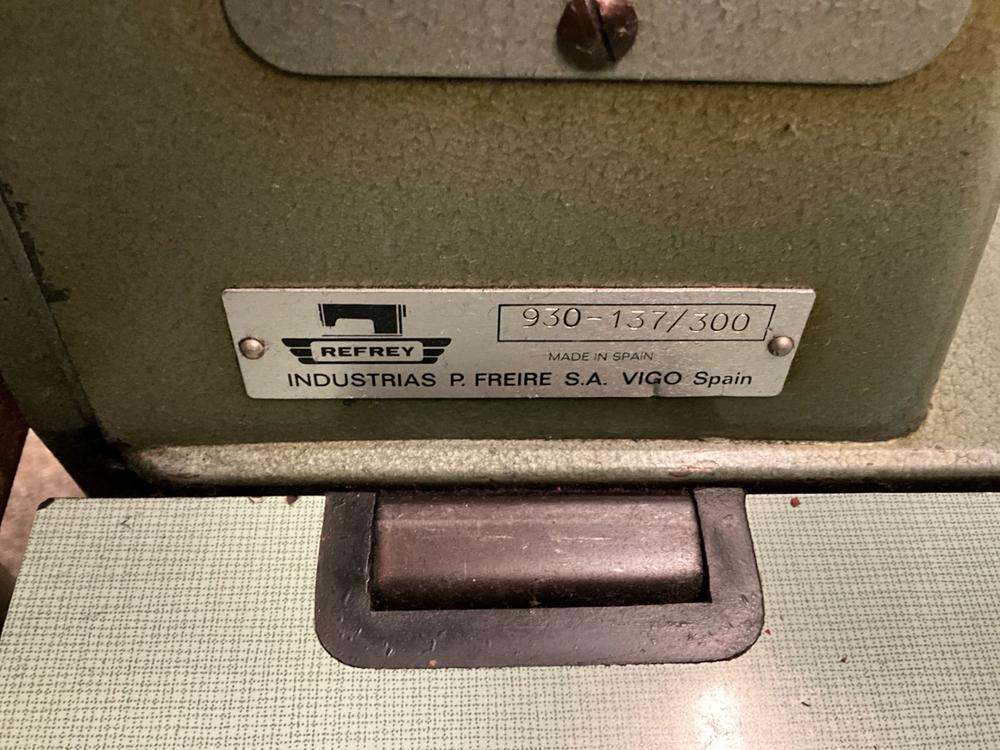 930-137/300
REFREY
MADE IN SPAIN
INDUSTRIAS P. FREIRE S.A. VIGO Spain